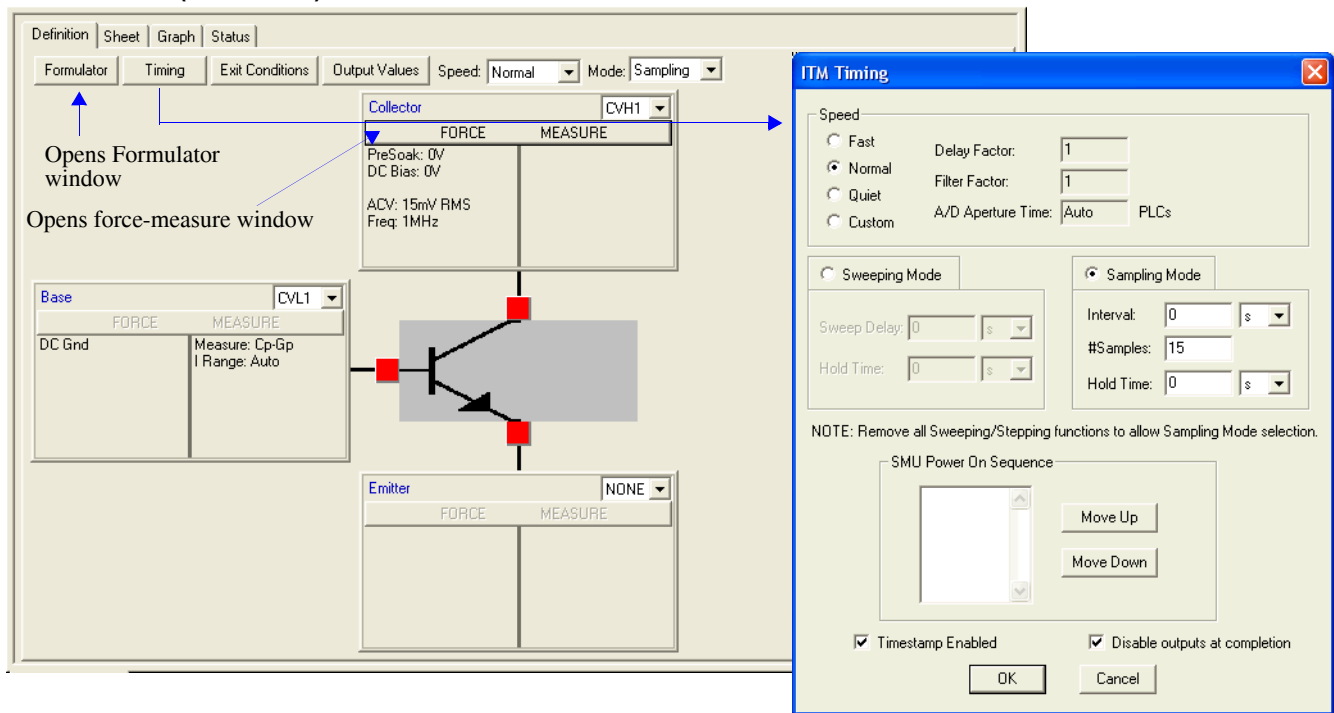 Definition Sheet Graph Status
Formulator Timing Exit Conditions Output Values Speed: Normal Mode: Sampling
Collector CVH1
FORCE MEASURE
PreSoak: 0V
DC Bias: 0V
ACV: 15mV RMS
Freq: 1MHz
Opens Formulator
window
Opens force-measure window
Base CVL1
FORCE MEASURE
DC Gnd
Measure: Cp-Gp
I Range: Auto
Emitter NONE
FORCE MEASURE
ITM Timing
Speed
Fast
Normal
Quiet
Custom
Delay Factor: 1
Filter Factor: 1
A/D Aperture Time: Auto PLCs
Sweeping Mode
Sweep Delay: 0 s
Hold Time: 0 s
Sampling Mode
Interval: 0 s
#Samples: 15
Hold Time: 0 s
NOTE: Remove all Sweeping/Stepping functions to allow Sampling Mode selection.
SMU Power On Sequence
Move Up
Move Down
Timestamp Enabled
Disable outputs at completion
OK Cancel